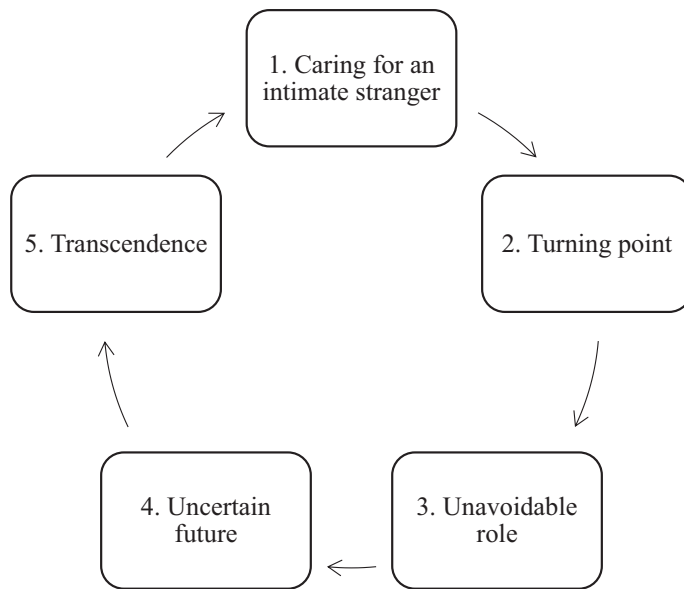 1. Caring for an
intimate stranger
2. Turning point
3. Unavoidable
role
4. Uncertain
future
5. Transcendence